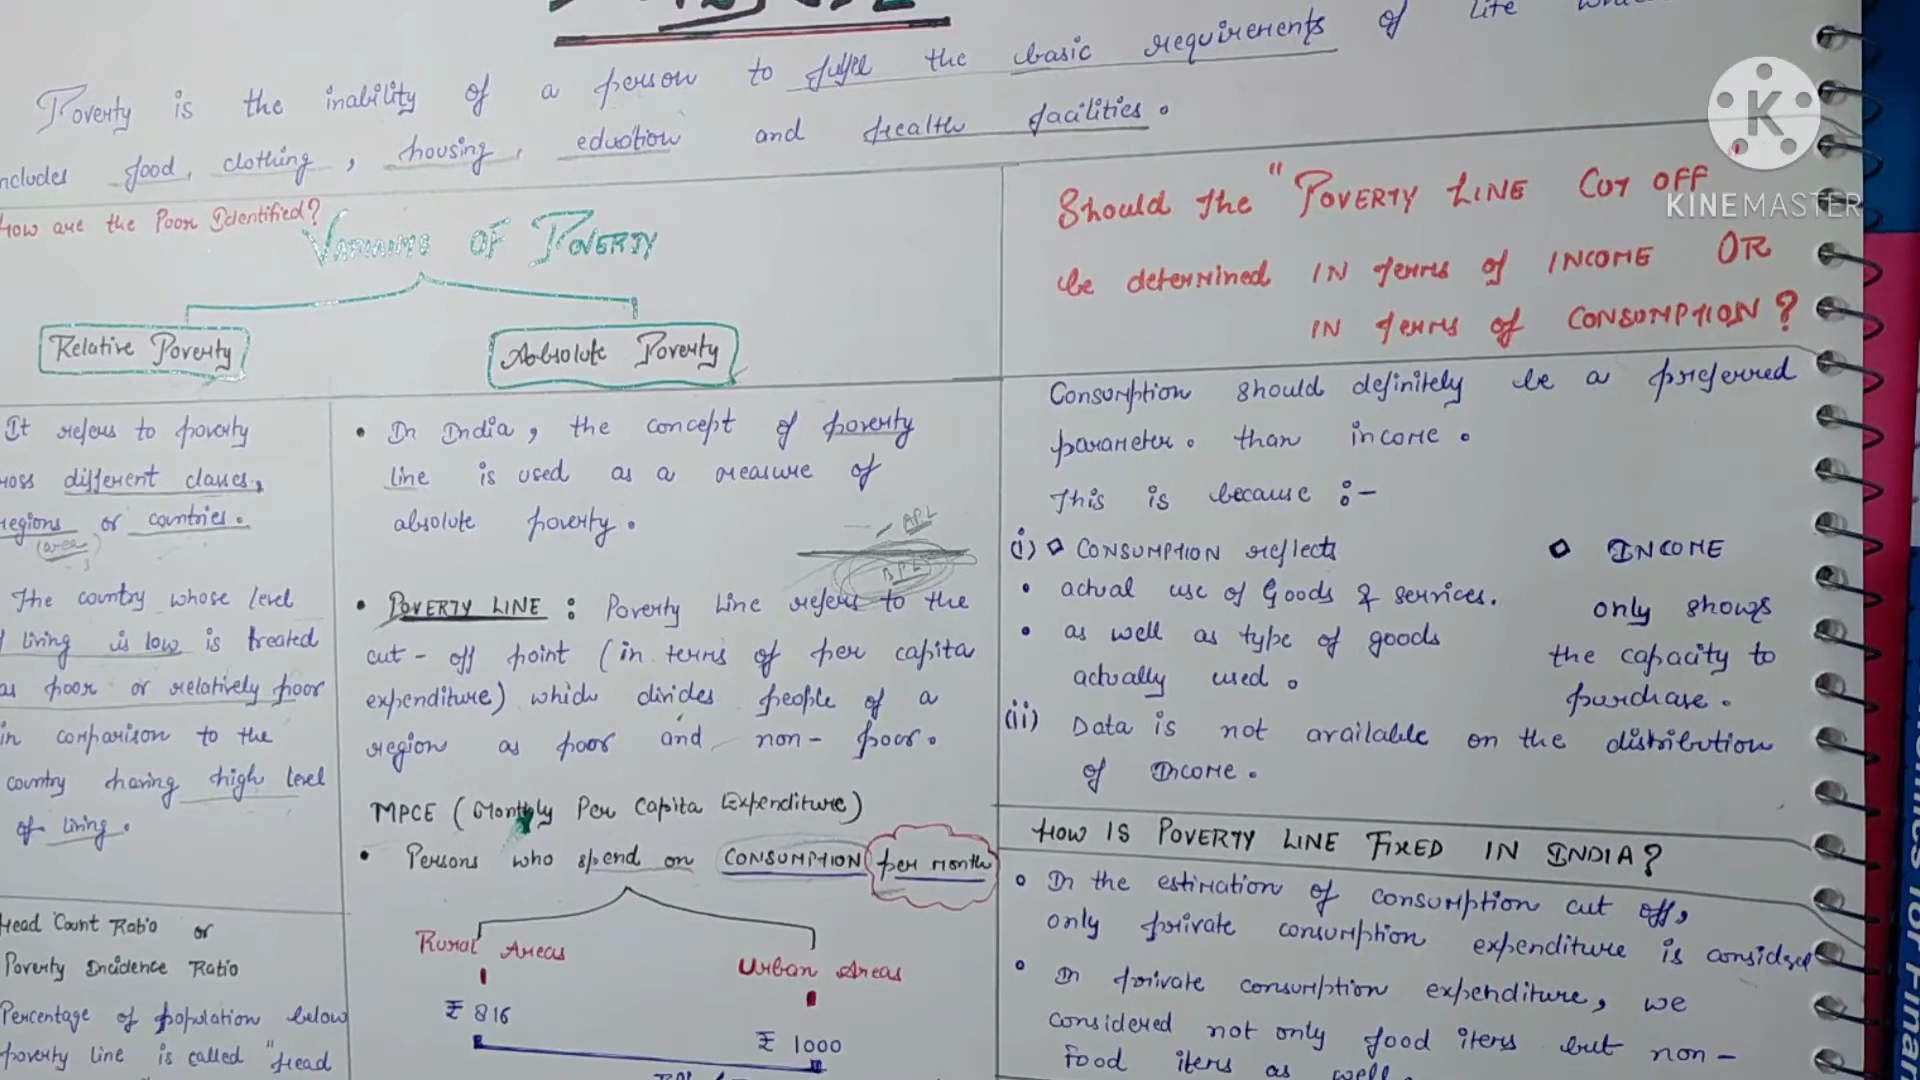 Poverty is the inability of a person to fulfil the basic requirements of life
includes food, clothing, housing, eduction and health facilities.
How are the Poor Identified?
VARIANTS OF POVERTY
Relative Poverty
Absolute Poverty
It refers to poverty
different classes,
regions or countries.
(area)
The country whose level
living is low is treated
as poor or relatively poor
in comparison to the
country having high level
of living.
Head Count Ratio or
Poverty Incidence Ratio
Percentage of population below
poverty line is called "Head
• In India, the concept of poverty
line is used as a measure of
absolute poverty.
APL
BPL
• POVERTY LINE : Poverty Line refers to the
cut-off point (in terms of per capita
expenditure) which divides people of a
region as poor and non-poor.
MPCE (Monthly Per Capita Expenditure)
• Persons who spend on CONSUMPTION per month
Rural Areas
Urban Areas
₹ 816
₹ 1000
Should the "POVERTY LINE CUT OFF"
be determined IN terms of INCOME OR
IN terms of CONSUMPTION?
Consumption should definitely be a preferred
parameter. than income.
This is because :-
(i) CONSUMPTION reflects
• actual use of Goods & services.
• as well as type of goods
actually used.
INCOME
only shows
the capacity to
purchase.
(ii) Data is not available on the distribution
of Income.
HOW IS POVERTY LINE FIXED IN INDIA?
• In the estimation of consumption cut off,
only private consumption expenditure is considered
• In private consumption expenditure, we
considered not only food items but non-
food items as well.
K
KINEMASTER